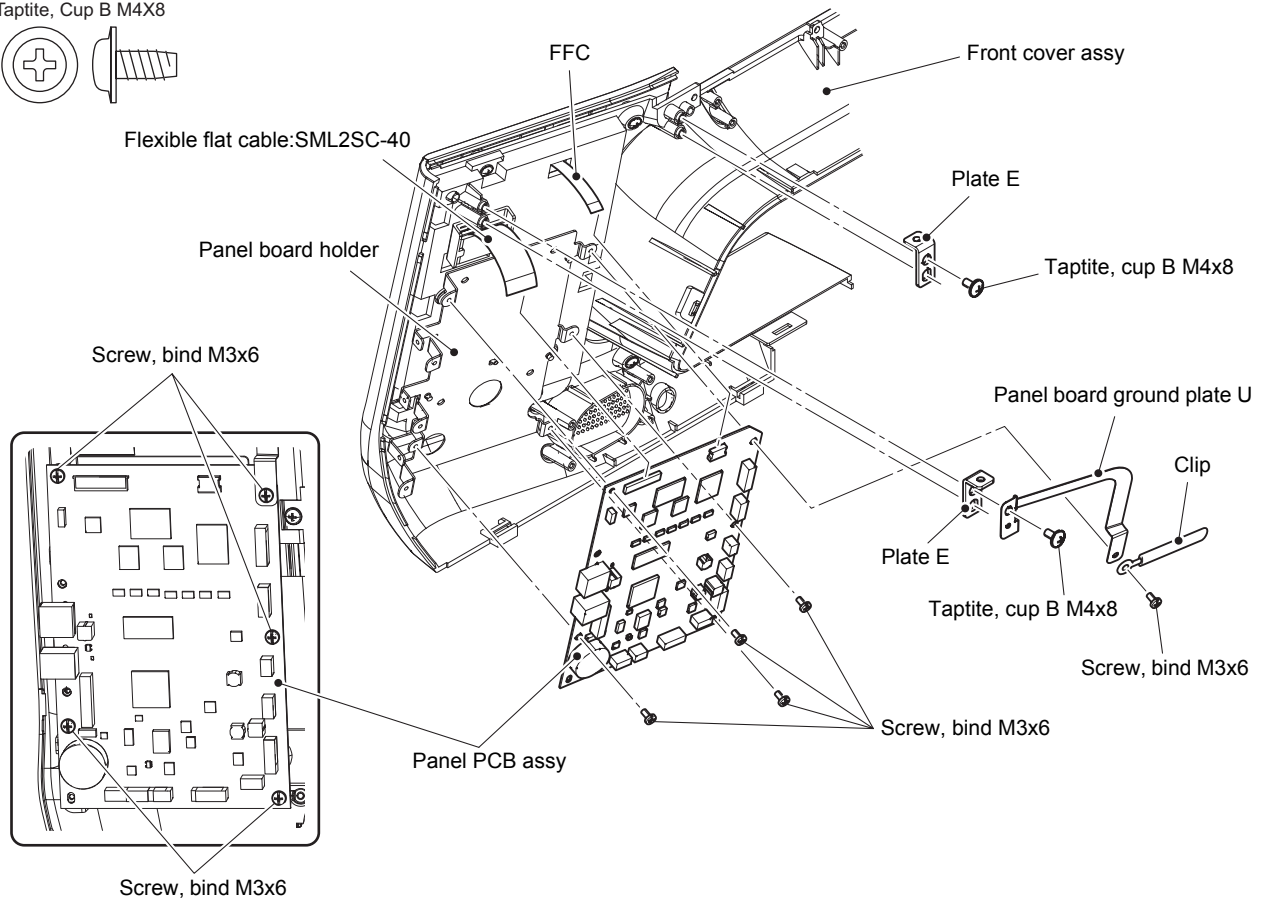 Taptite, Cup B M4X8
FFC
Front cover assy
Flexible flat cable:SML2SC-40
Plate E
Panel board holder
Taptite, cup B M4x8
Screw, bind M3x6
Panel board ground plate U
Clip
Plate E
Taptite, cup B M4x8
Screw, bind M3x6
Screw, bind M3x6
Panel PCB assy
Screw, bind M3x6